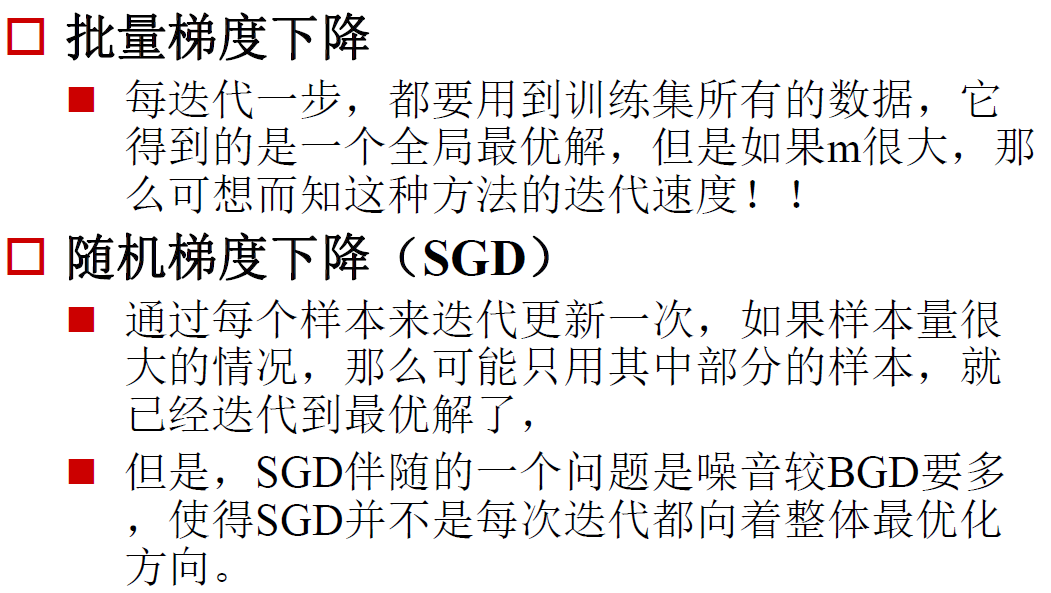 批量梯度下降
每迭代一步，都要用到训练集所有的数据，它
得到的是一个全局最优解，但是如果m很大，那
么可想而知这种方法的迭代速度！！
随机梯度下降（SGD）
通过每个样本来迭代更新一次，如果样本量很
大的情况，那么可能只用其中部分的样本，就
已经迭代到最优解了，
但是，SGD伴随的一个问题是噪音较BGD要多
，使得SGD并不是每次迭代都向着整体最优化
方向。